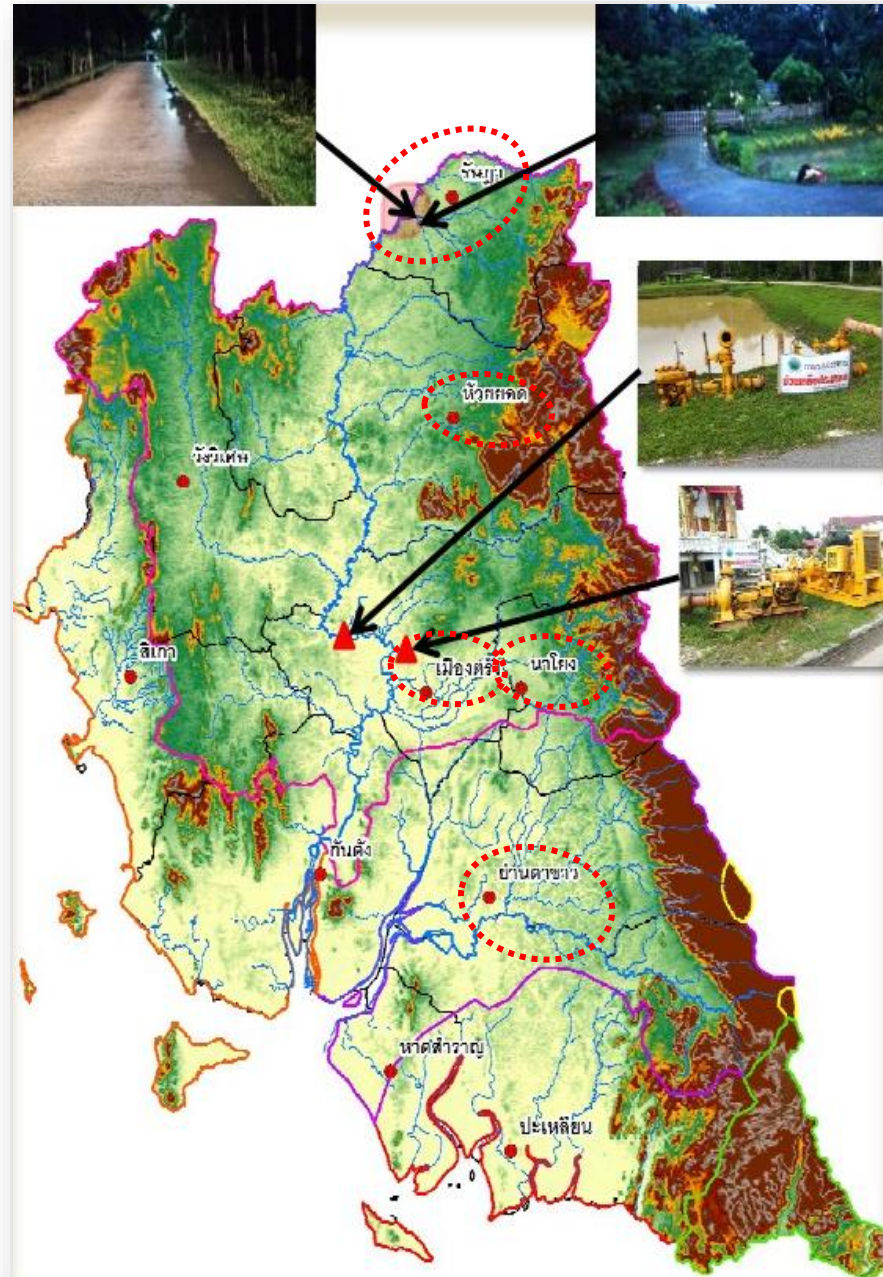 รัษฎา
ห้วยยอด
วังวิเศษ
สิเกา
เมืองตรัง
นาโยง
กันตัง
ย่านตาขาว
หาดสำราญ
ปะเหลียน